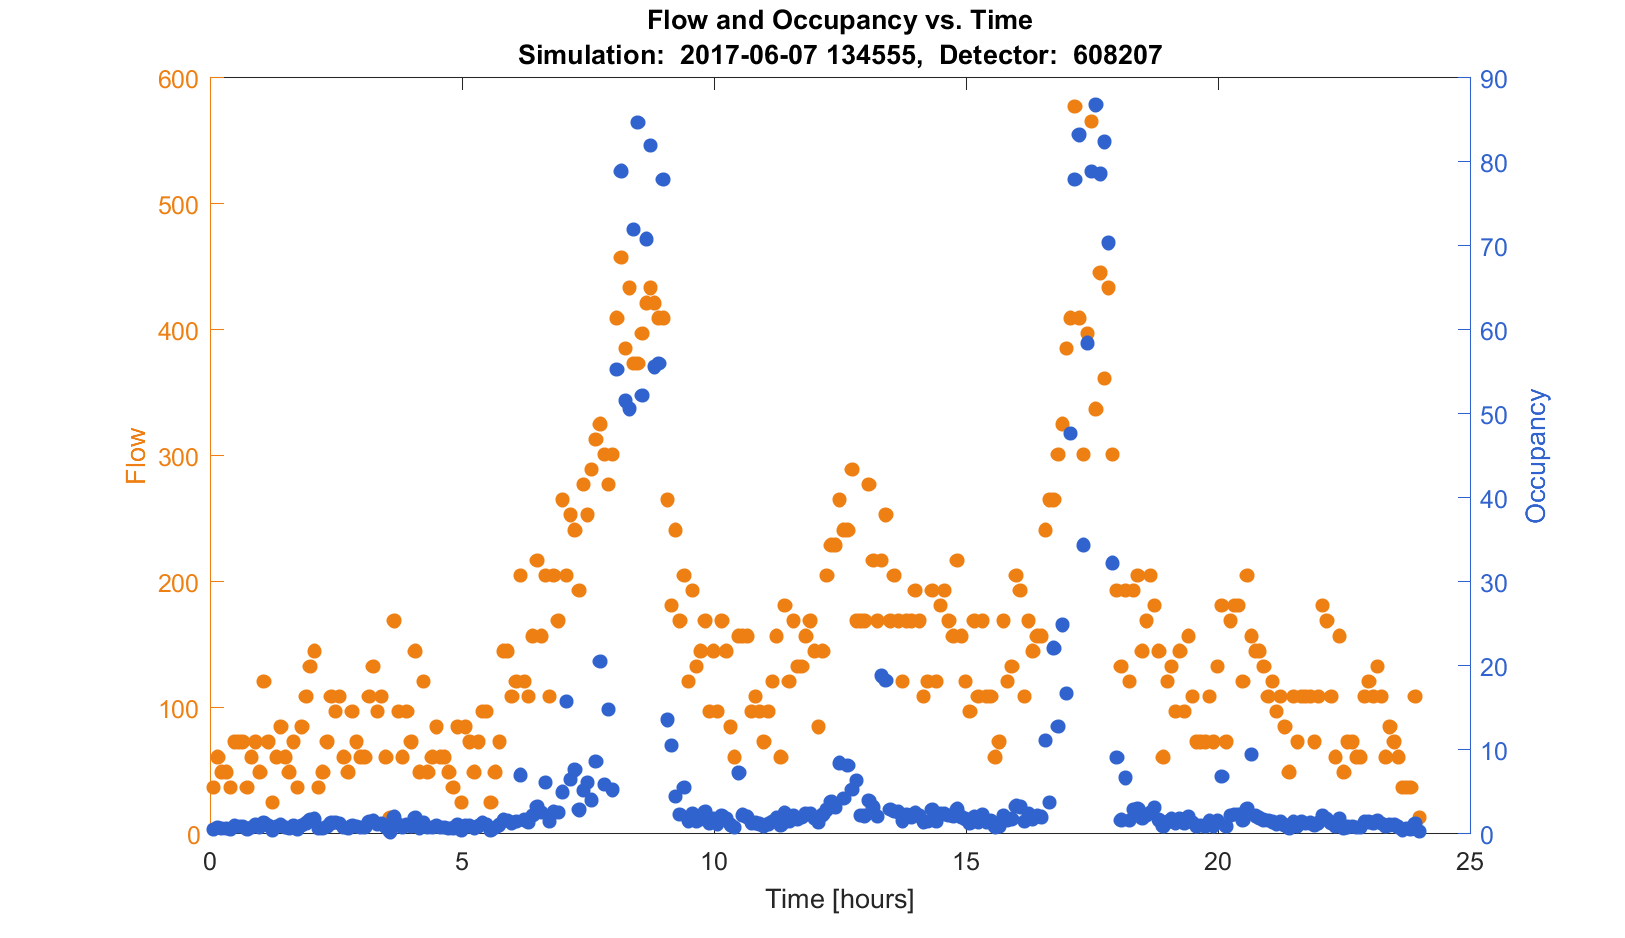 Flow and Occupancy vs. Time
Simulation:  2017-06-07 134555,  Detector:  608207
600
500
400
300
200
100
0
Flow
90
80
70
60
50
40
30
20
10
0
Occupancy
0 5 10 15 20 25
Time [hours]